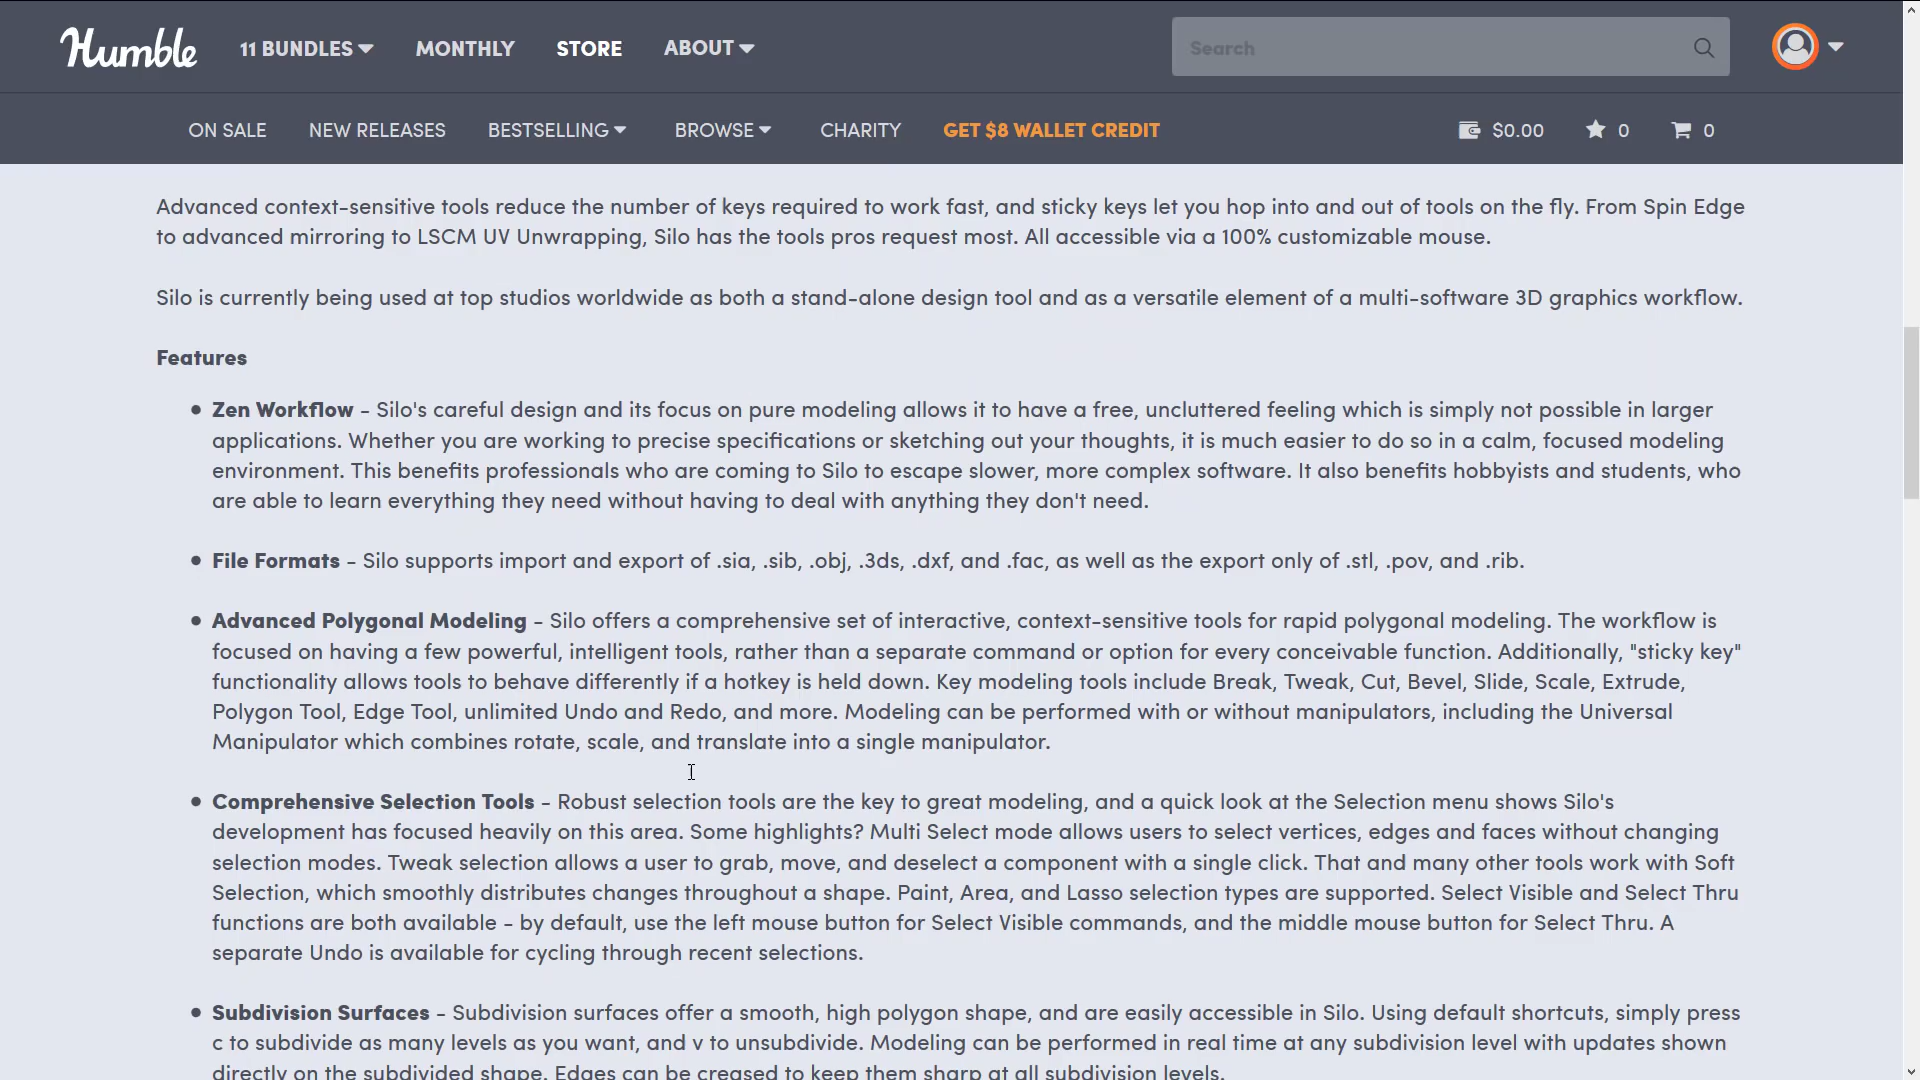 Humble 11 BUNDLES MONTHLY STORE ABOUT Search
ON SALE NEW RELEASES BESTSELLING BROWSE CHARITY GET $8 WALLET CREDIT $0.00 0 0
Advanced context-sensitive tools reduce the number of keys required to work fast, and sticky keys let you hop into and out of tools on the fly. From Spin Edge
to advanced mirroring to LSCM UV Unwrapping, Silo has the tools pros request most. All accessible via a 100% customizable mouse.
Silo is currently being used at top studios worldwide as both a stand-alone design tool and as a versatile element of a multi-software 3D graphics workflow.
Features
● Zen Workflow - Silo's careful design and its focus on pure modeling allows it to have a free, uncluttered feeling which is simply not possible in larger
applications. Whether you are working to precise specifications or sketching out your thoughts, it is much easier to do so in a calm, focused modeling
environment. This benefits professionals who are coming to Silo to escape slower, more complex software. It also benefits hobbyists and students, who
are able to learn everything they need without having to deal with anything they don't need.
● File Formats - Silo supports import and export of .sia, .sib, .obj, .3ds, .dxf, and .fac, as well as the export only of .stl, .pov, and .rib.
● Advanced Polygonal Modeling - Silo offers a comprehensive set of interactive, context-sensitive tools for rapid polygonal modeling. The workflow is
focused on having a few powerful, intelligent tools, rather than a separate command or option for every conceivable function. Additionally, "sticky key"
functionality allows tools to behave differently if a hotkey is held down. Key modeling tools include Break, Tweak, Cut, Bevel, Slide, Scale, Extrude,
Polygon Tool, Edge Tool, unlimited Undo and Redo, and more. Modeling can be performed with or without manipulators, including the Universal
Manipulator which combines rotate, scale, and translate into a single manipulator.
● Comprehensive Selection Tools - Robust selection tools are the key to great modeling, and a quick look at the Selection menu shows Silo's
development has focused heavily on this area. Some highlights? Multi Select mode allows users to select vertices, edges and faces without changing
selection modes. Tweak selection allows a user to grab, move, and deselect a component with a single click. That and many other tools work with Soft
Selection, which smoothly distributes changes throughout a shape. Paint, Area, and Lasso selection types are supported. Select Visible and Select Thru
functions are both available - by default, use the left mouse button for Select Visible commands, and the middle mouse button for Select Thru. A
separate Undo is available for cycling through recent selections.
● Subdivision Surfaces - Subdivision surfaces offer a smooth, high polygon shape, and are easily accessible in Silo. Using default shortcuts, simply press
c to subdivide as many levels as you want, and v to unsubdivide. Modeling can be performed in real time at any subdivision level with updates shown
directly on the subdivided shape. Edges can be creased to keep them sharp at all subdivision levels.